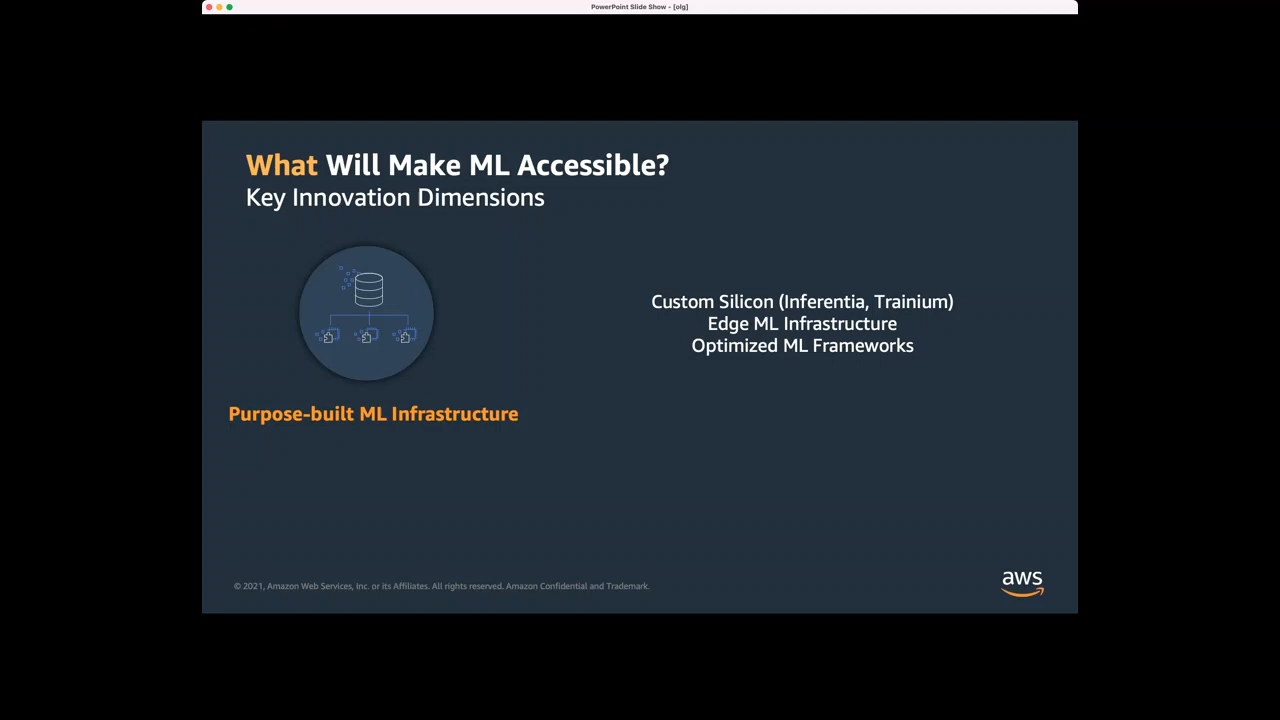 PowerPoint Slide Show - [olg]
What Will Make ML Accessible?
Key Innovation Dimensions
Custom Silicon (Inferentia, Trainium)
Edge ML Infrastructure
Optimized ML Frameworks
Purpose-built ML Infrastructure
© 2021, Amazon Web Services, Inc. or its Affiliates. All rights reserved. Amazon Confidential and Trademark.
aws